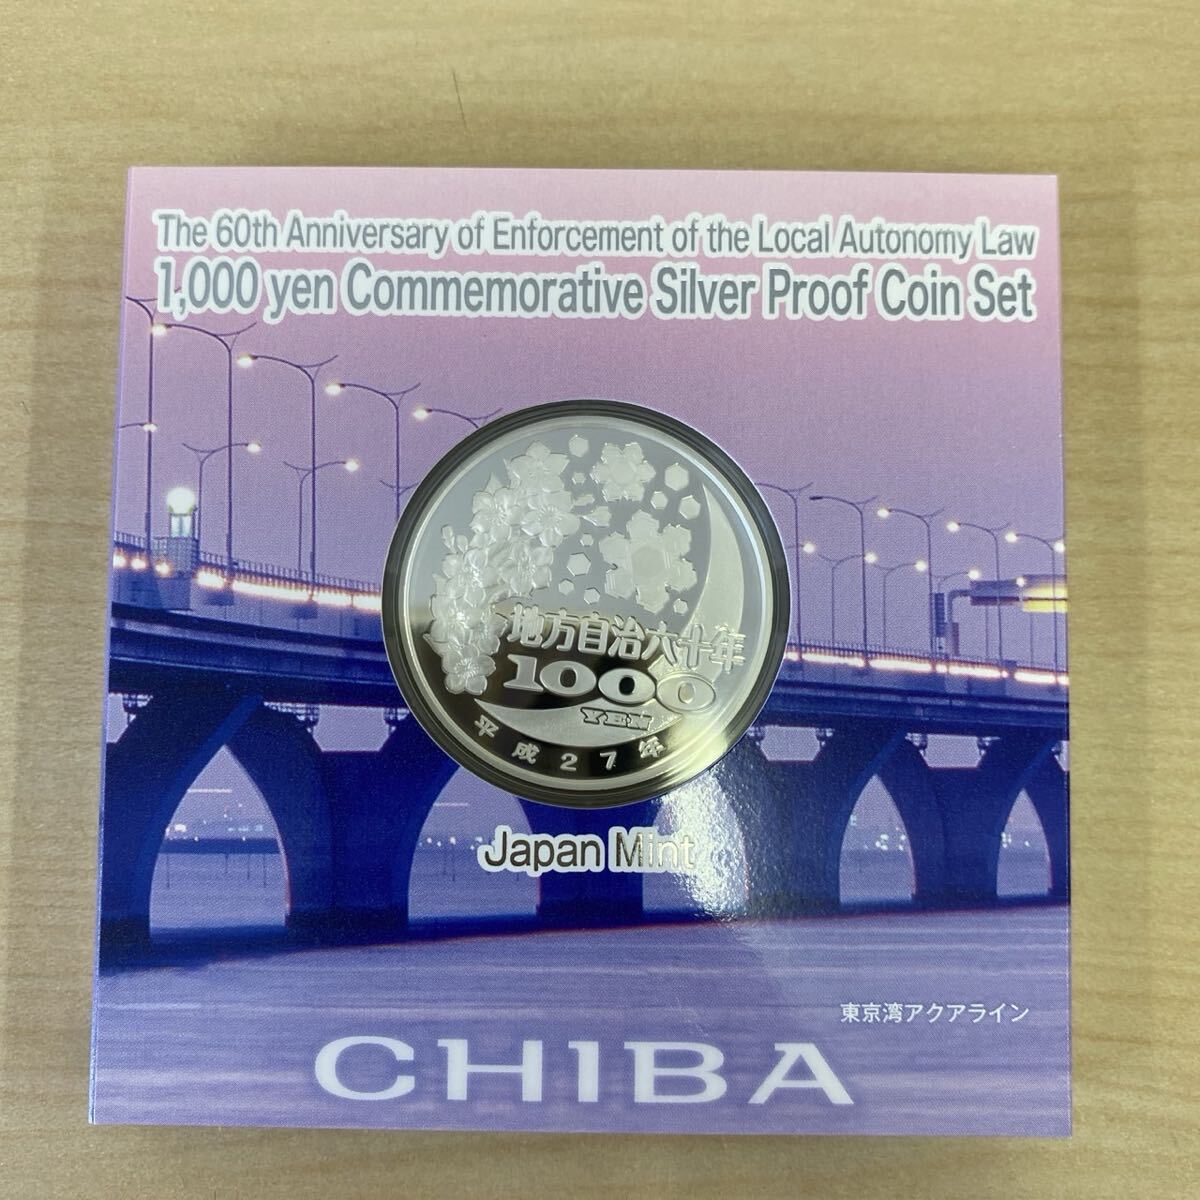 The 60th Anniversary of Enforcement of the Local Autonomy Law
1,000 yen Commemorative Silver Proof Coin Set
地方自治六十年
1000
YEN
平成27年
Japan Mint
東京湾アクアライン
CHIBA